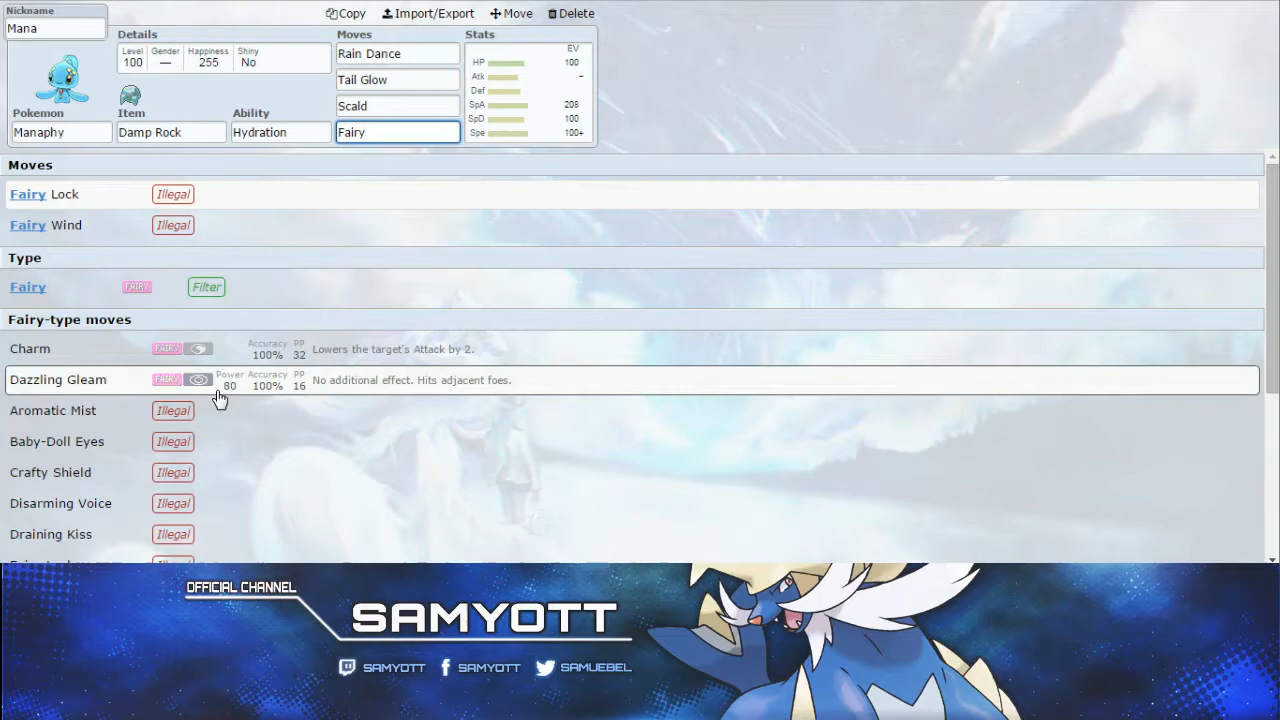 Nickname
Mana
Copy Import/Export Move Delete
Details
Level Gender Happiness Shiny
100 — 255 No
Moves
Rain Dance
Tail Glow
Scald
Fairy
Stats
EV
HP 100
Atk –
Def
SpA 208
SpD 100
Spe 100+
Pokemon
Manaphy
Item
Damp Rock
Ability
Hydration
Moves
Fairy Lock Illegal
Fairy Wind Illegal
Type
Fairy FAIRY Filter
Fairy-type moves
Charm FAIRY Accuracy 100% PP 32 Lowers the target's Attack by 2.
Dazzling Gleam FAIRY Power 80 Accuracy 100% PP 16 No additional effect. Hits adjacent foes.
Aromatic Mist Illegal
Baby-Doll Eyes Illegal
Crafty Shield Illegal
Disarming Voice Illegal
Draining Kiss Illegal
OFFICIAL CHANNEL
SAMYOTT
SAMYOTT SAMYOTT SAMUEBEL